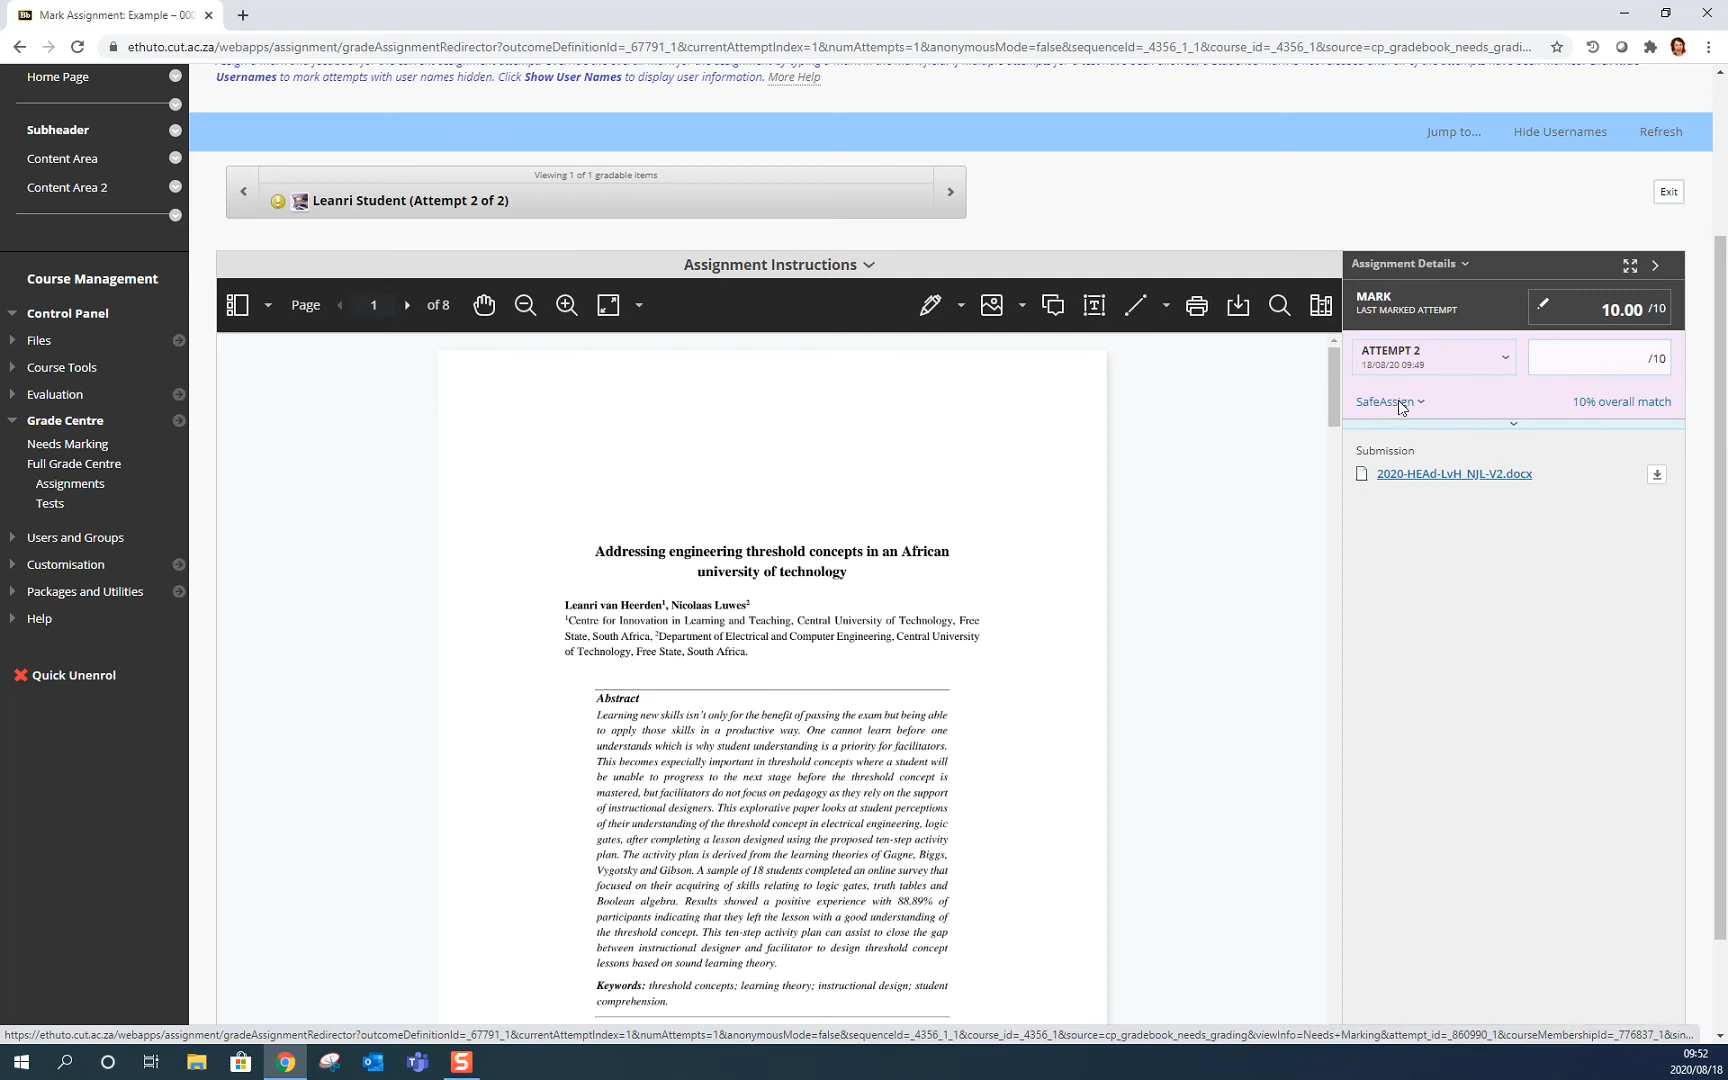 Mark Assignment: Example – 000
ethuto.cut.ac.za/webapps/assignment/gradeAssignmentRedirector?outcomeDefinitionId=_67791_1&currentAttemptIndex=1&numAttempts=1&anonymousMode=false&sequenceId=_4356_1_1&course_id=_4356_1&source=cp_gradebook_needs_gradi...
Usernames to mark attempts with user names hidden. Click Show User Names to display user information. More Help
Home Page
Subheader
Content Area
Content Area 2
Course Management
Control Panel
Files
Course Tools
Evaluation
Grade Centre
Needs Marking
Full Grade Centre
Assignments
Tests
Users and Groups
Customisation
Packages and Utilities
Help
Quick Unenrol
Jump to...
Hide Usernames
Refresh
Viewing 1 of 1 gradable items
Leanri Student (Attempt 2 of 2)
Exit
Assignment Instructions
Page 1 of 8
Addressing engineering threshold concepts in an African
university of technology
Leanri van Heerden¹, Nicolaas Luwes²
¹Centre for Innovation in Learning and Teaching, Central University of Technology, Free
State, South Africa, ²Department of Electrical and Computer Engineering, Central University
of Technology, Free State, South Africa.
Abstract
Learning new skills isn't only for the benefit of passing the exam but being able
to apply those skills in a productive way. One cannot learn before one
understands which is why student understanding is a priority for facilitators.
This becomes especially important in threshold concepts where a student will
be unable to progress to the next stage before the threshold concept is
mastered, but facilitators do not focus on pedagogy as they rely on the support
of instructional designers. This explorative paper looks at student perceptions
of their understanding of the threshold concept in electrical engineering, logic
gates, after completing a lesson designed using the proposed ten-step activity
plan. The activity plan is derived from the learning theories of Gagne, Biggs,
Vygotsky and Gibson. A sample of 18 students completed an online survey that
focused on their acquiring of skills relating to logic gates, truth tables and
Boolean algebra. Results showed a positive experience with 88.89% of
participants indicating that they left the lesson with a good understanding of
the threshold concept. This ten-step activity plan can assist to close the gap
between instructional designer and facilitator to design threshold concept
lessons based on sound learning theory.
Keywords: threshold concepts; learning theory; instructional design; student
comprehension.
Assignment Details
MARK
LAST MARKED ATTEMPT
10.00 /10
ATTEMPT 2
18/08/20 09:49
/10
SafeAssign
10% overall match
Submission
2020-HEAd-LvH_NJL-V2.docx
https://ethuto.cut.ac.za/webapps/assignment/gradeAssignmentRedirector?outcomeDefinitionId=_67791_1&currentAttemptIndex=1&numAttempts=1&anonymousMode=false&sequenceId=_4356_1_1&course_id=_4356_1&source=cp_gradebook_needs_grading&viewInfo=Needs+Marking&attempt_id=_860990_1&courseMembershipId=_776837_1&sin...
09:52
2020/08/18